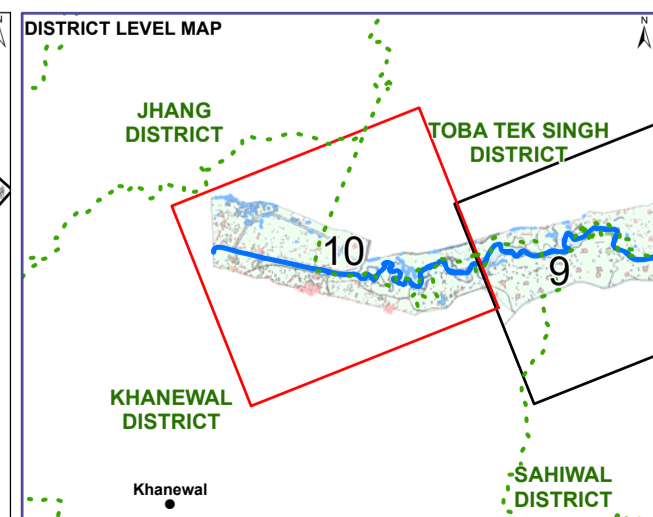 N
DISTRICT LEVEL MAP
N
JHANG
DISTRICT
TOBA TEK SINGH
DISTRICT
10
9
KHANEWAL
DISTRICT
Khanewal
SAHIWAL
DISTRICT